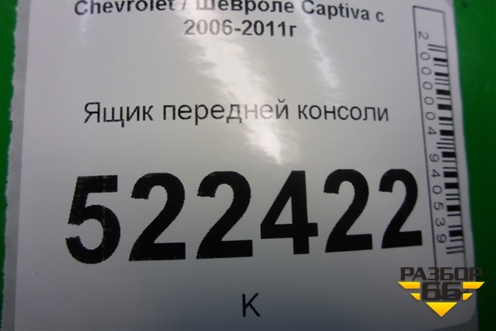 Chevrolet / Шевроле Captiva с
2006-2011г
Ящик передней консоли
522422
К
2000004940539
РАЗБОР
66